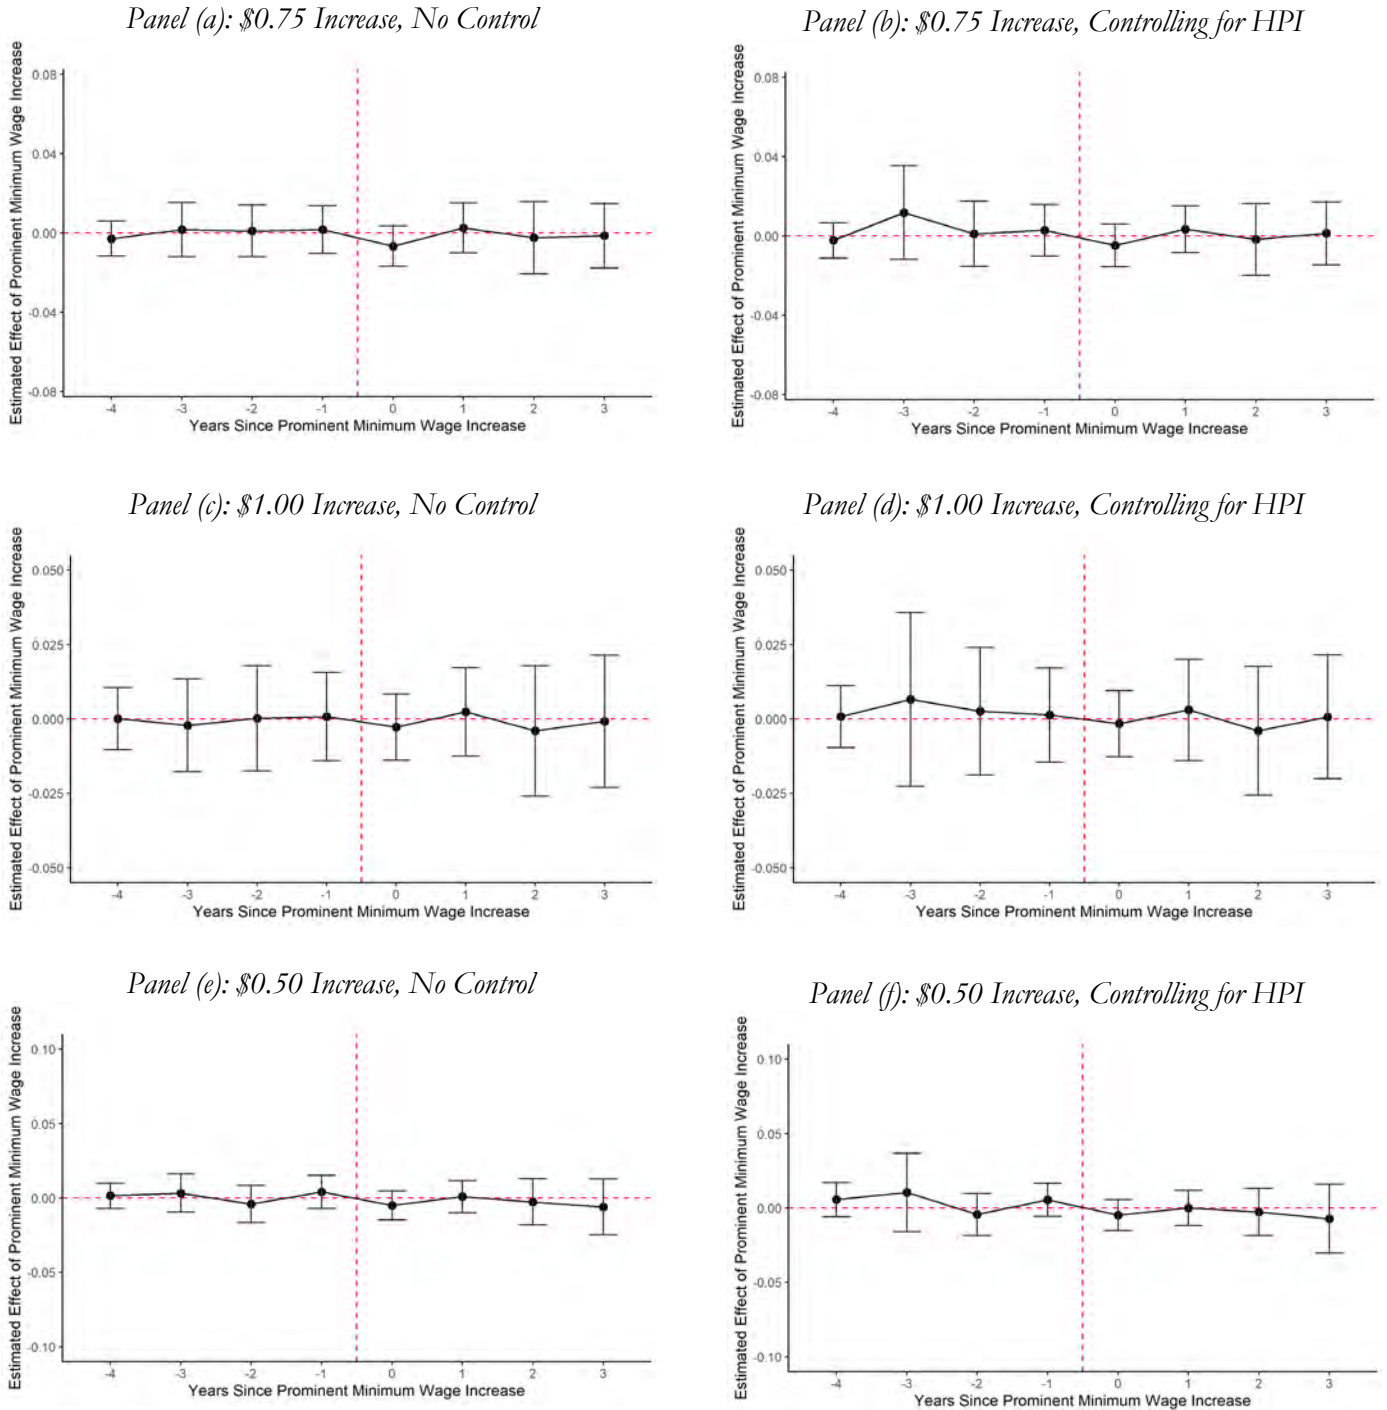 Panel (a): $0.75 Increase, No Control
Estimated Effect of Prominent Minimum Wage Increase
0.08
0.04
0.00
-0.04
-0.08
-4 -3 -2 -1 0 1 2 3
Years Since Prominent Minimum Wage Increase
Panel (b): $0.75 Increase, Controlling for HPI
Estimated Effect of Prominent Minimum Wage Increase
0.08
0.04
0.00
-0.04
-0.08
-4 -3 -2 -1 0 1 2 3
Years Since Prominent Minimum Wage Increase
Panel (c): $1.00 Increase, No Control
Estimated Effect of Prominent Minimum Wage Increase
0.050
0.025
0.000
-0.025
-0.050
-4 -3 -2 -1 0 1 2 3
Years Since Prominent Minimum Wage Increase
Panel (d): $1.00 Increase, Controlling for HPI
Estimated Effect of Prominent Minimum Wage Increase
0.050
0.025
0.000
-0.025
-0.050
-4 -3 -2 -1 0 1 2 3
Years Since Prominent Minimum Wage Increase
Panel (e): $0.50 Increase, No Control
Estimated Effect of Prominent Minimum Wage Increase
0.10
0.05
0.00
-0.05
-0.10
-4 -3 -2 -1 0 1 2 3
Years Since Prominent Minimum Wage Increase
Panel (f): $0.50 Increase, Controlling for HPI
Estimated Effect of Prominent Minimum Wage Increase
0.10
0.05
0.00
-0.05
-0.10
-4 -3 -2 -1 0 1 2 3
Years Since Prominent Minimum Wage Increase